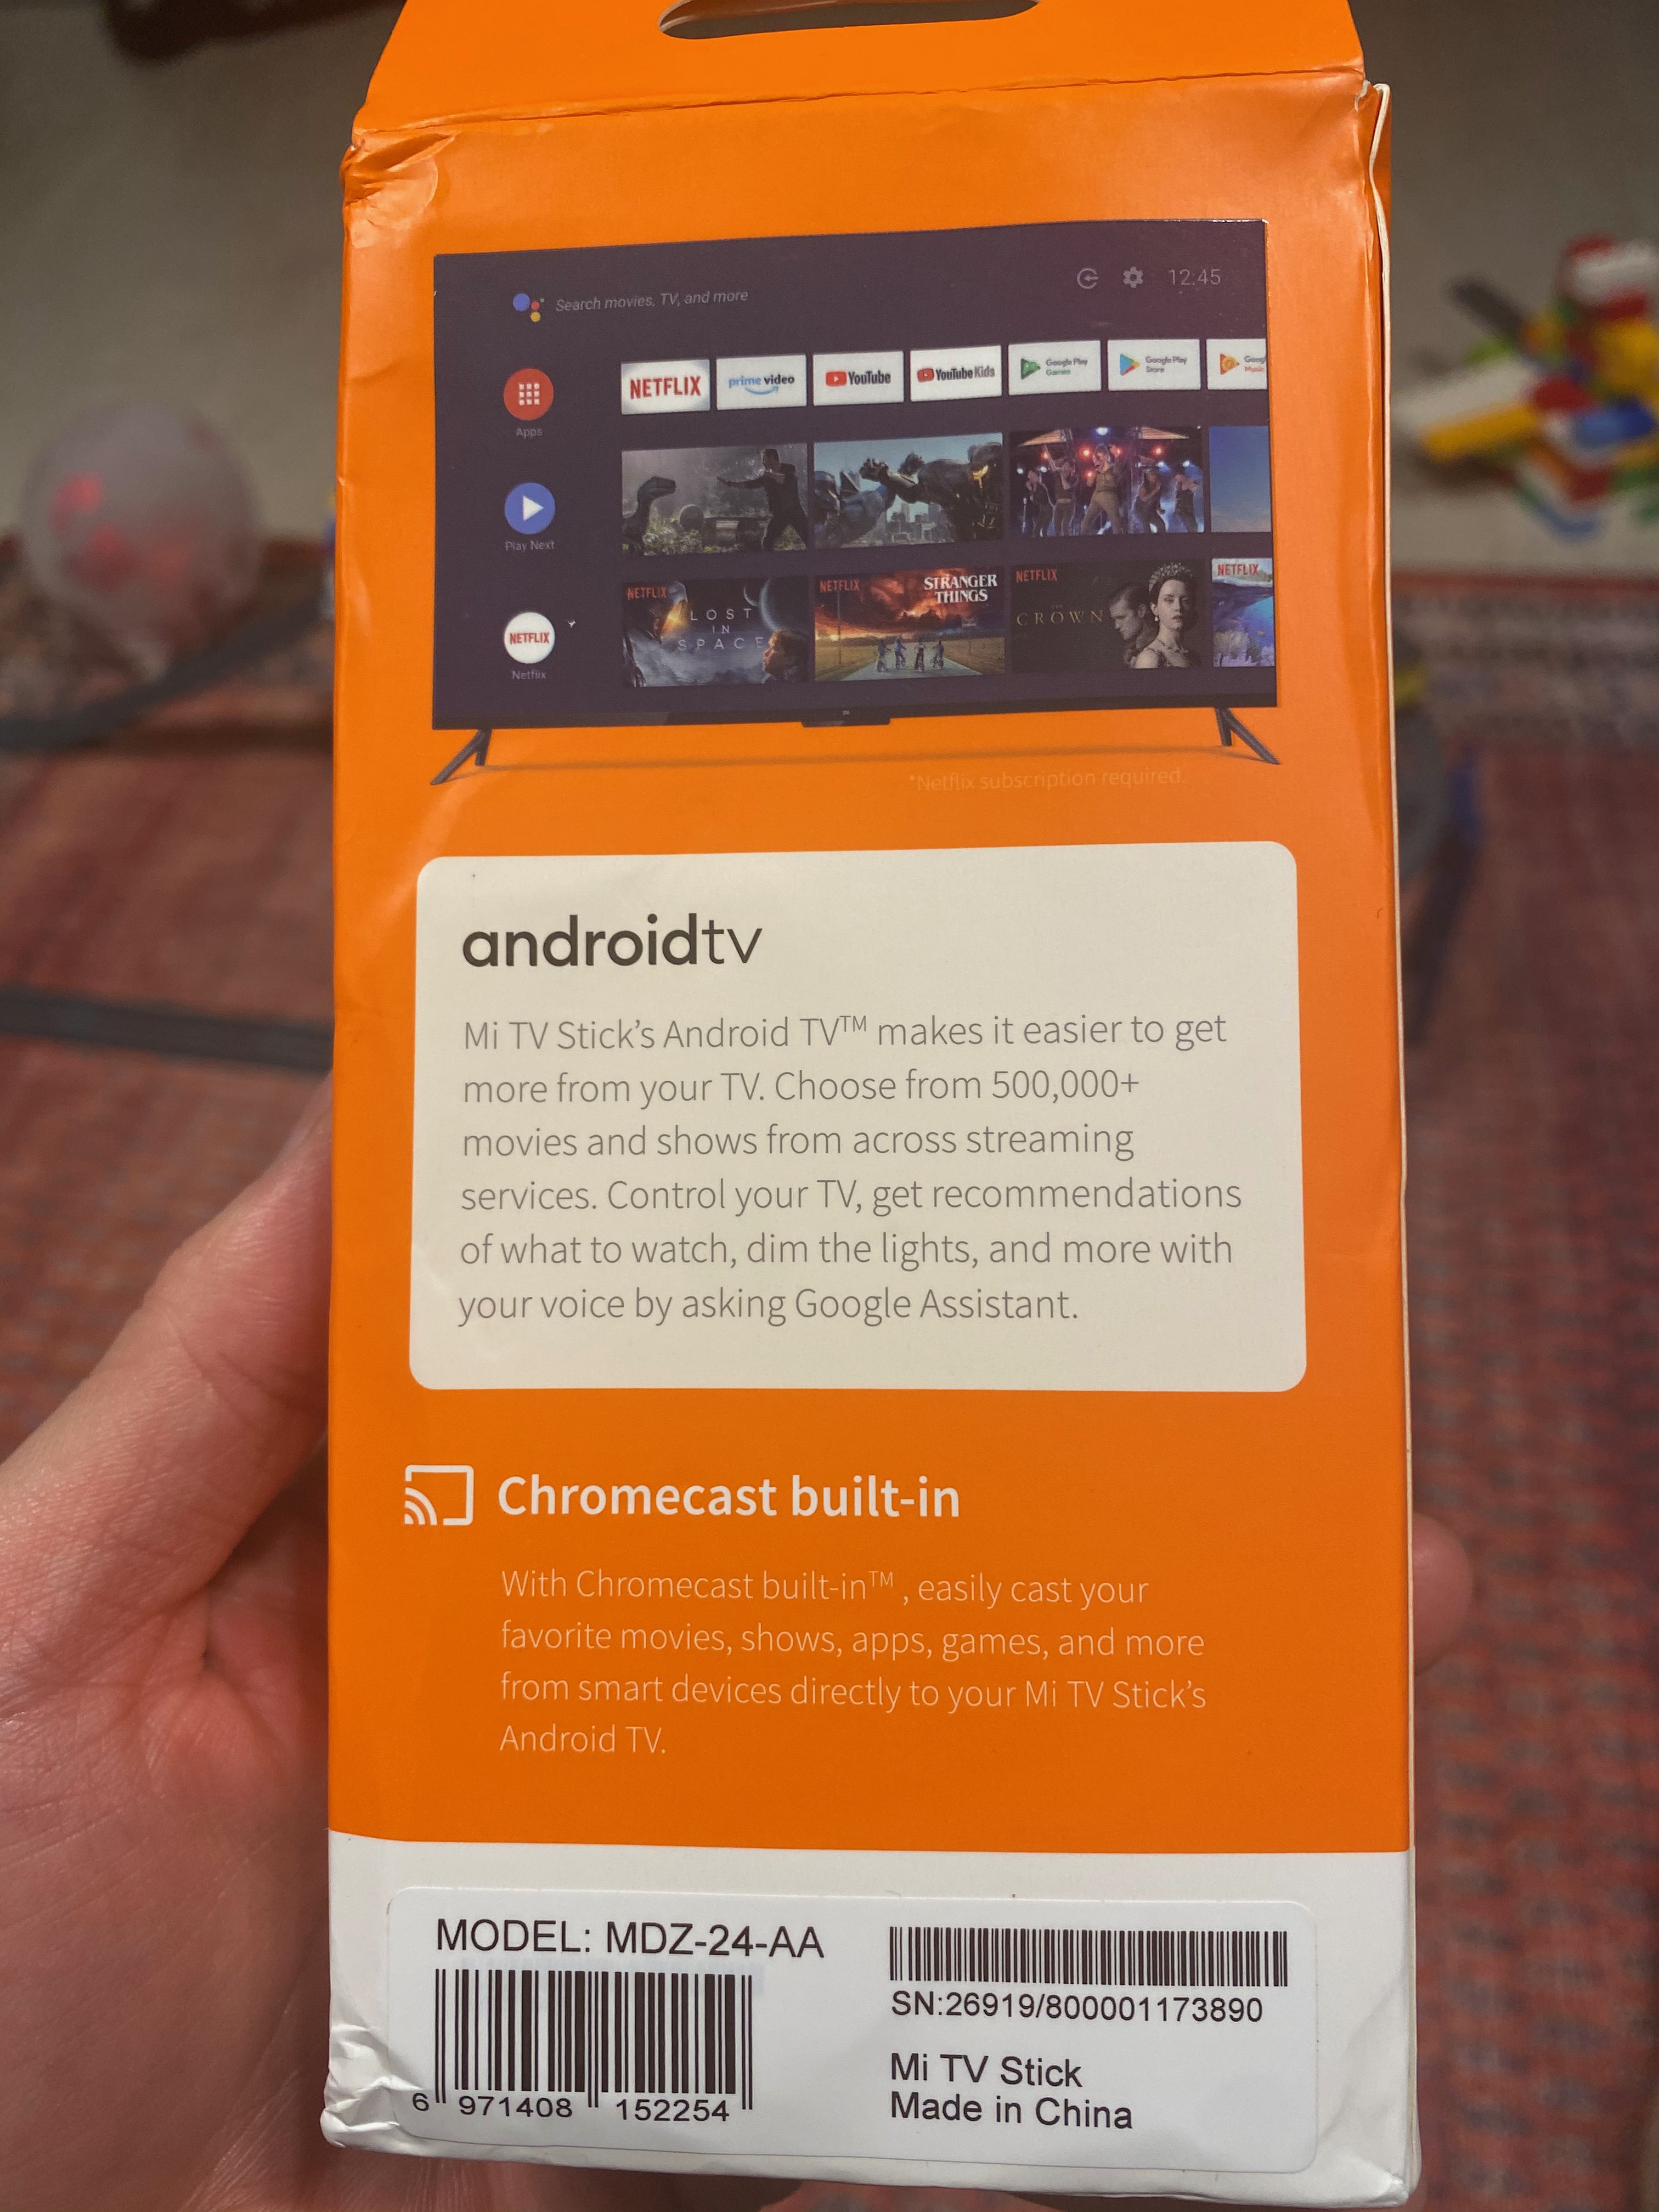 Search movies, TV, and more
12:45
NETFLIX
prime video
YouTube
YouTube Kids
Google Play Games
Google Play Store
Apps
Play Next
NETFLIX
LOST IN SPACE
NETFLIX
STRANGER THINGS
NETFLIX
CROWN
NETFLIX
NETFLIX
Netflix
*Netflix subscription required.
androidtv
Mi TV Stick’s Android TV™ makes it easier to get
more from your TV. Choose from 500,000+
movies and shows from across streaming
services. Control your TV, get recommendations
of what to watch, dim the lights, and more with
your voice by asking Google Assistant.
Chromecast built-in
With Chromecast built-in™ , easily cast your
favorite movies, shows, apps, games, and more
from smart devices directly to your Mi TV Stick’s
Android TV.
MODEL: MDZ-24-AA
6 971408 152254
SN:26919/800001173890
Mi TV Stick
Made in China